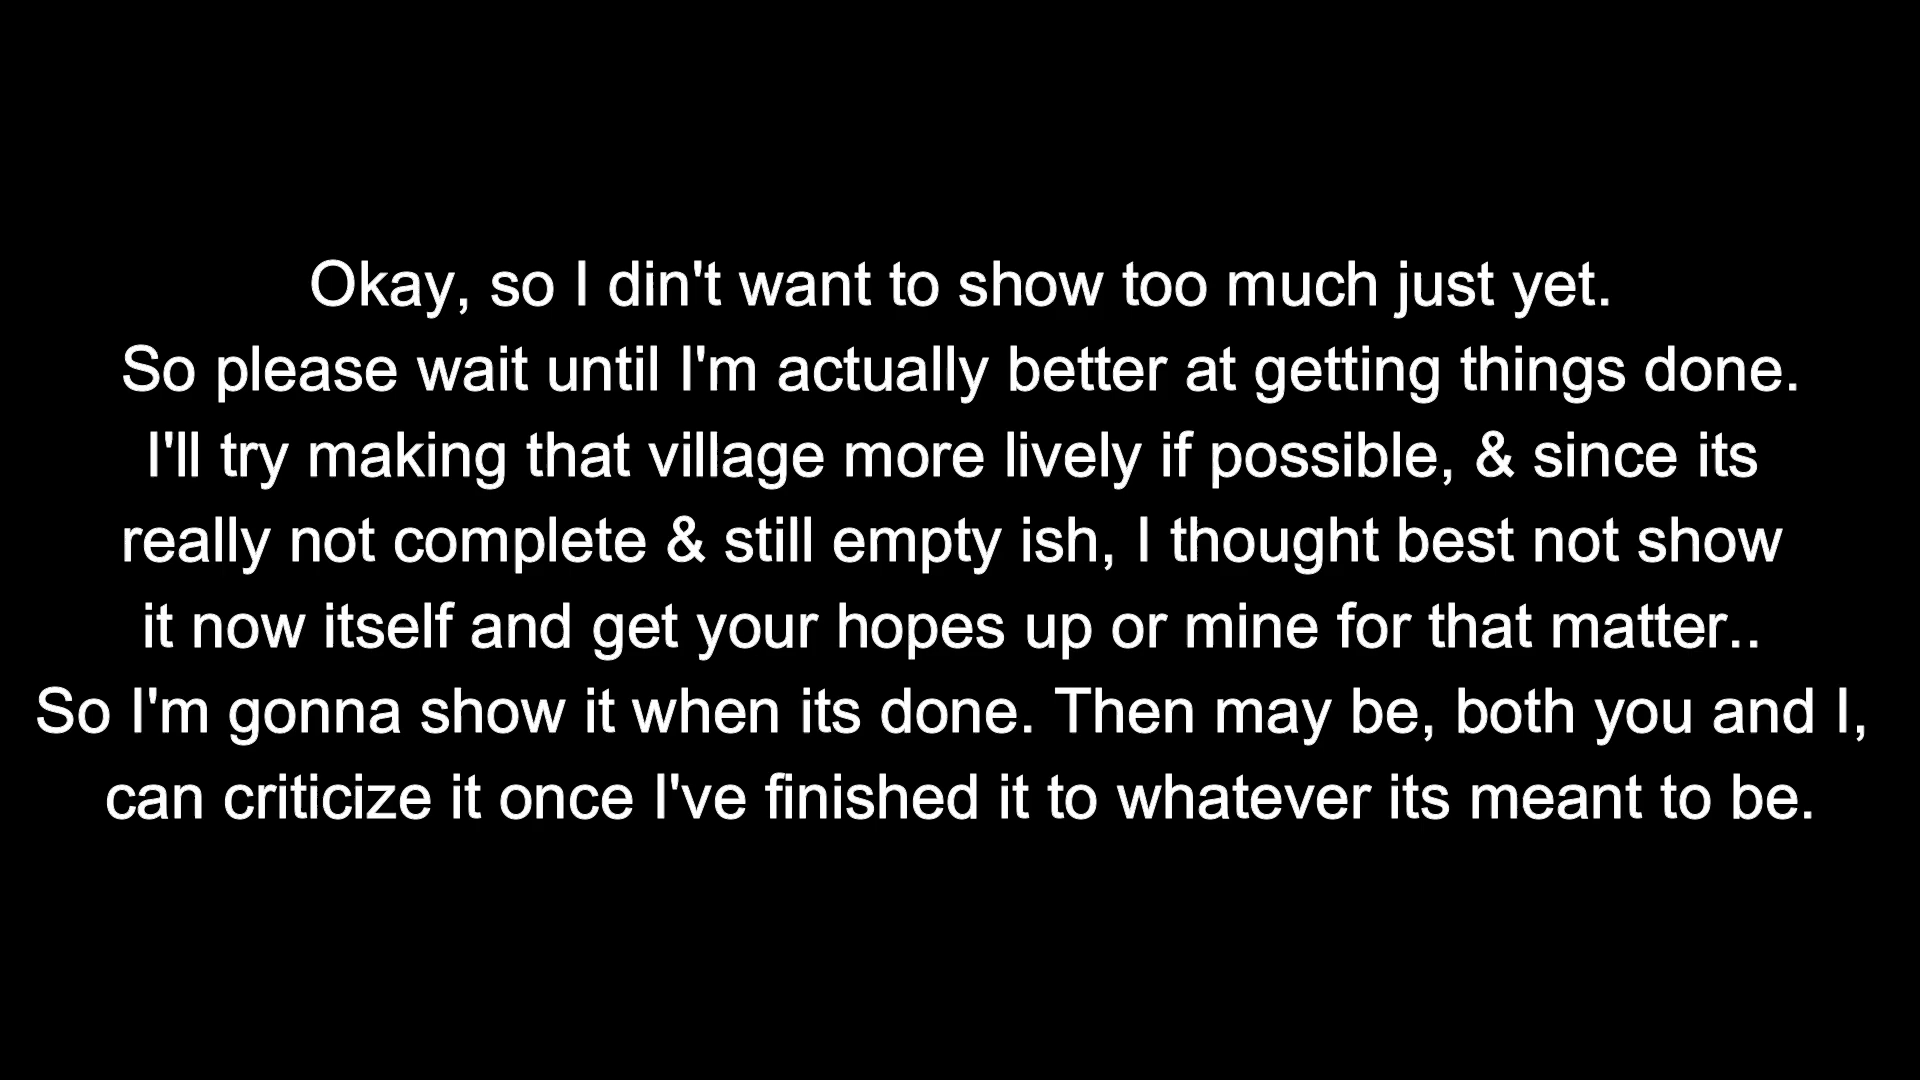 Okay, so I din't want to show too much just yet.
So please wait until I'm actually better at getting things done.
I'll try making that village more lively if possible, & since its
really not complete & still empty ish, I thought best not show
it now itself and get your hopes up or mine for that matter..
So I'm gonna show it when its done. Then may be, both you and I,
can criticize it once I've finished it to whatever its meant to be.